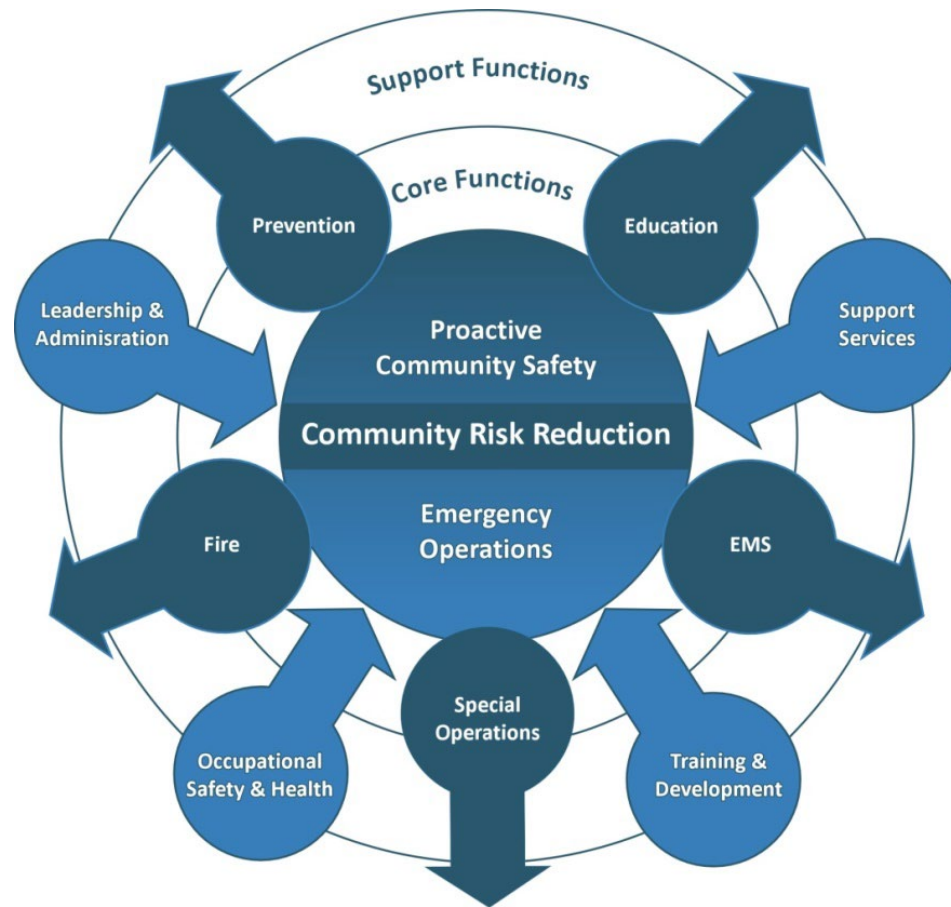 Support Functions
Core Functions
Prevention
Education
Leadership &
Adminisration
Support
Services
Proactive
Community Safety
Community Risk Reduction
Emergency
Operations
Fire
EMS
Special
Operations
Occupational
Safety & Health
Training &
Development